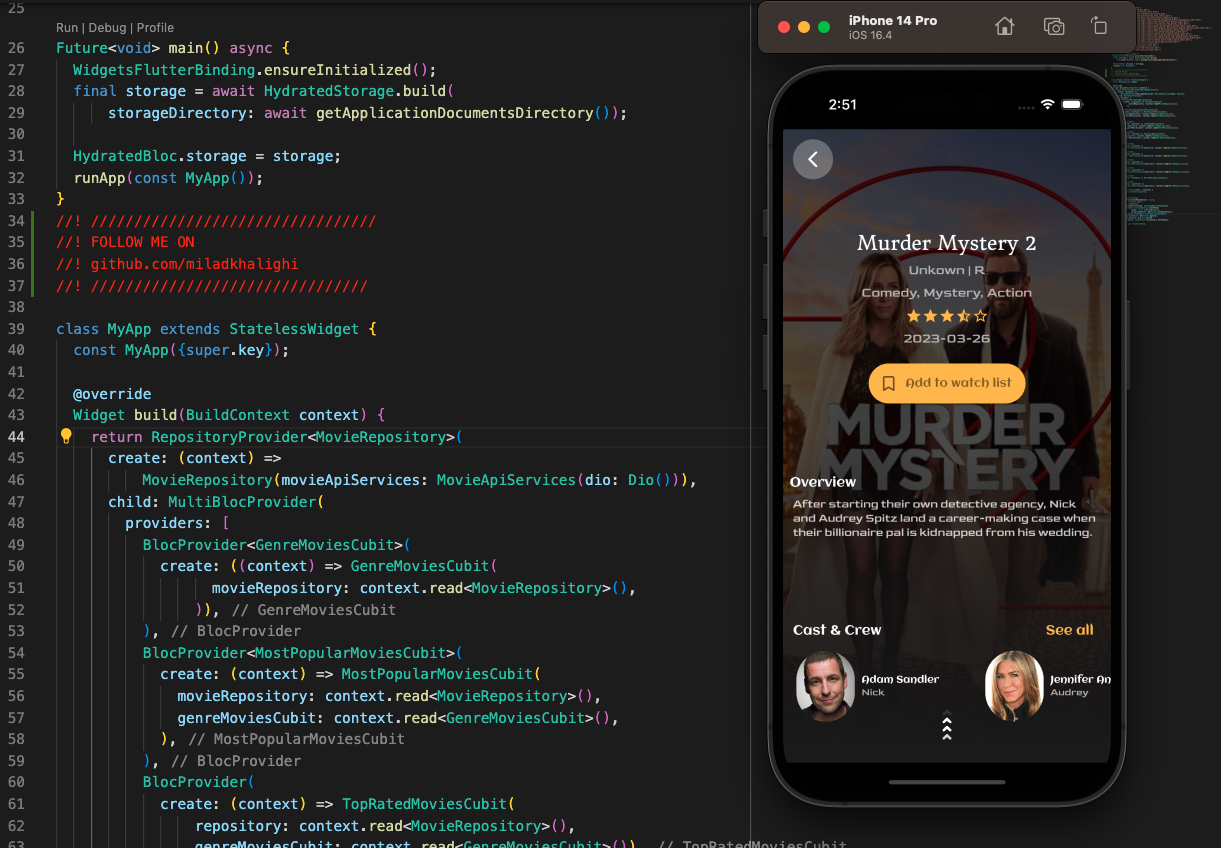 25
Run | Debug | Profile
26 Future<void> main() async {
27 WidgetsFlutterBinding.ensureInitialized();
28 final storage = await HydratedStorage.build(
29 storageDirectory: await getApplicationDocumentsDirectory());
30
31 HydratedBloc.storage = storage;
32 runApp(const MyApp());
33 }
34 //! /////////////////////////////////
35 //! FOLLOW ME ON
36 //! github.com/miladkhalighi
37 //! ////////////////////////////////
38
39 class MyApp extends StatelessWidget {
40 const MyApp({super.key});
41
42 @override
43 Widget build(BuildContext context) {
44 return RepositoryProvider<MovieRepository>(
45 create: (context) =>
46 MovieRepository(movieApiServices: MovieApiServices(dio: Dio())),
47 child: MultiBlocProvider(
48 providers: [
49 BlocProvider<GenreMoviesCubit>(
50 create: ((context) => GenreMoviesCubit(
51 movieRepository: context.read<MovieRepository>(),
52 )), // GenreMoviesCubit
53 ), // BlocProvider
54 BlocProvider<MostPopularMoviesCubit>(
55 create: (context) => MostPopularMoviesCubit(
56 movieRepository: context.read<MovieRepository>(),
57 genreMoviesCubit: context.read<GenreMoviesCubit>(),
58 ), // MostPopularMoviesCubit
59 ), // BlocProvider
60 BlocProvider(
61 create: (context) => TopRatedMoviesCubit(
62 repository: context.read<MovieRepository>(),
63 genreMoviesCubit: context.read<GenreMoviesCubit>()), // TopRatedMoviesCubit
iPhone 14 Pro
iOS 16.4
2:51
Murder Mystery 2
Unkown | R
Comedy, Mystery, Action
2023-03-26
Add to watch list
MURDER
MYSTERY
Overview
After starting their own detective agency, Nick
and Audrey Spitz land a career-making case when
their billionaire pal is kidnapped from his wedding.
Cast & Crew See all
Adam Sandler Jennifer An
Nick Audrey